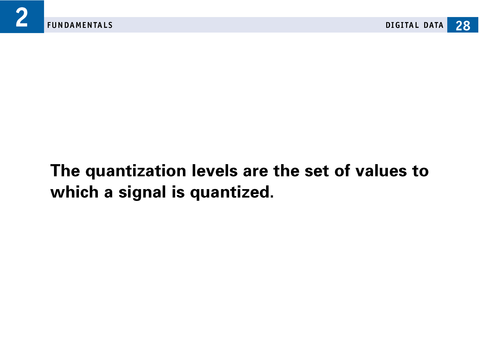 2
FUNDAMENTALS
DIGITAL DATA
28
The quantization levels are the set of values to
which a signal is quantized.